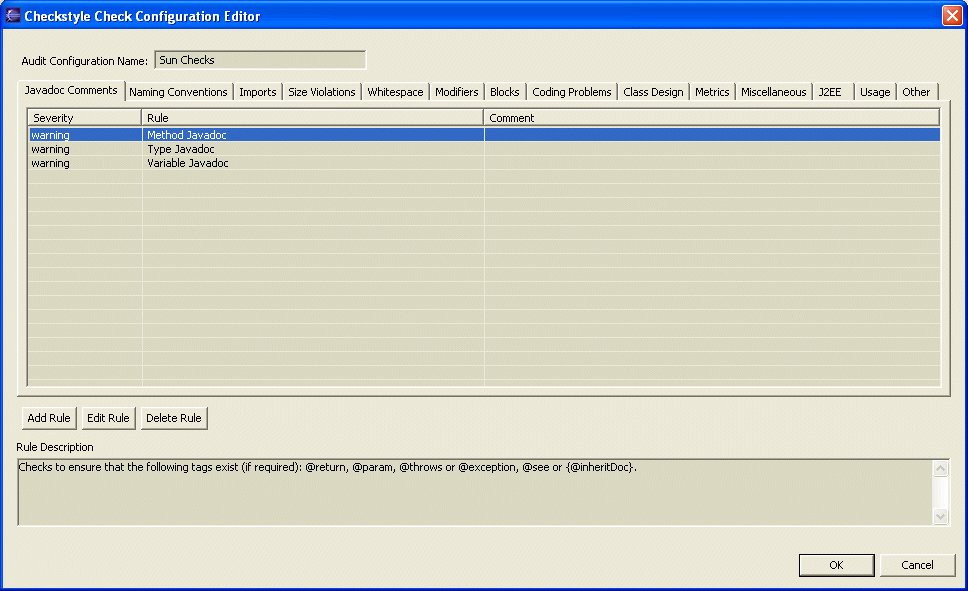 Checkstyle Check Configuration Editor
Audit Configuration Name: Sun Checks
Javadoc Comments Naming Conventions Imports Size Violations Whitespace Modifiers Blocks Coding Problems Class Design Metrics Miscellaneous J2EE Usage Other
Severity Rule Comment
warning Method Javadoc
warning Type Javadoc
warning Variable Javadoc
Add Rule Edit Rule Delete Rule
Rule Description
Checks to ensure that the following tags exist (if required): @return, @param, @throws or @exception, @see or {@inheritDoc}.
OK Cancel